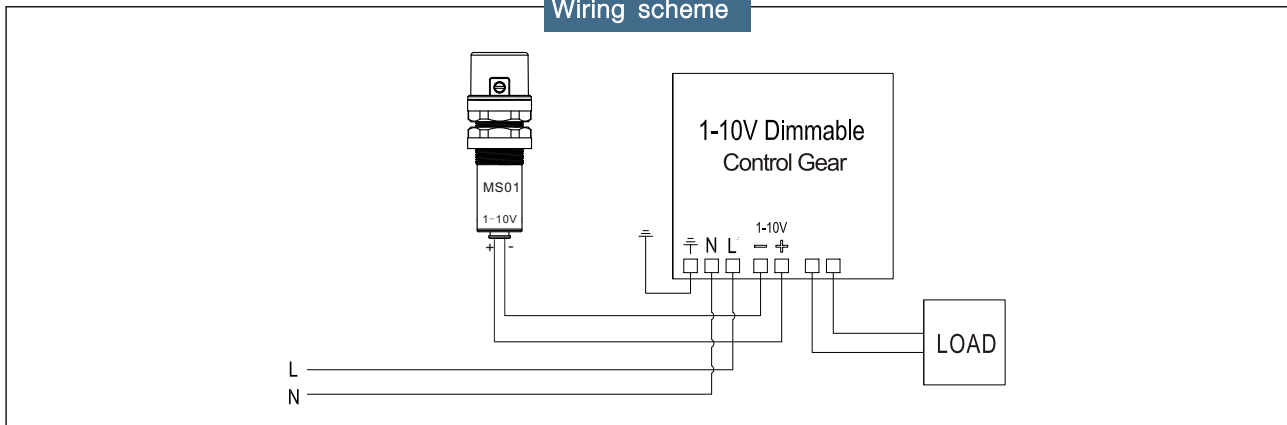 Wiring scheme
MS01
1-10V
+ -
1-10V Dimmable
Control Gear
1-10V
N L - +
LOAD
L
N